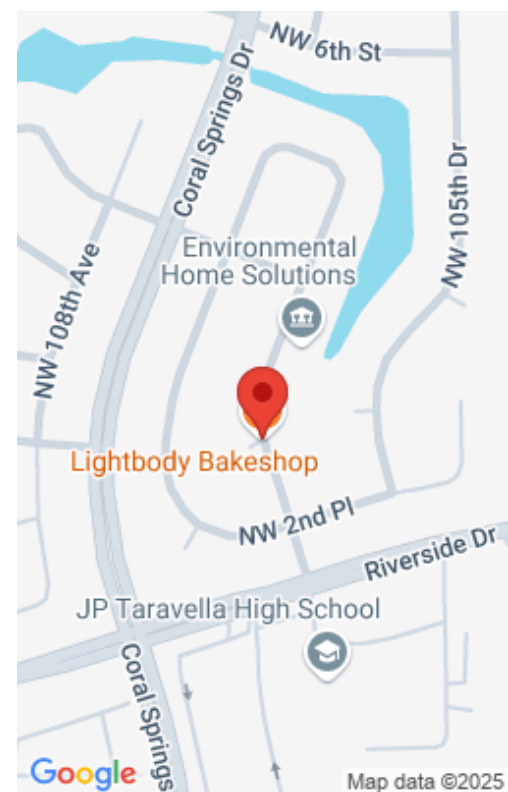 NW 6th St
Coral Springs Dr
NW 105th Dr
Environmental
Home Solutions
NW 108th Ave
Lightbody Bakeshop
NW 2nd Pl
Riverside Dr
JP Taravella High School
Coral Springs
Google
Map data ©2025